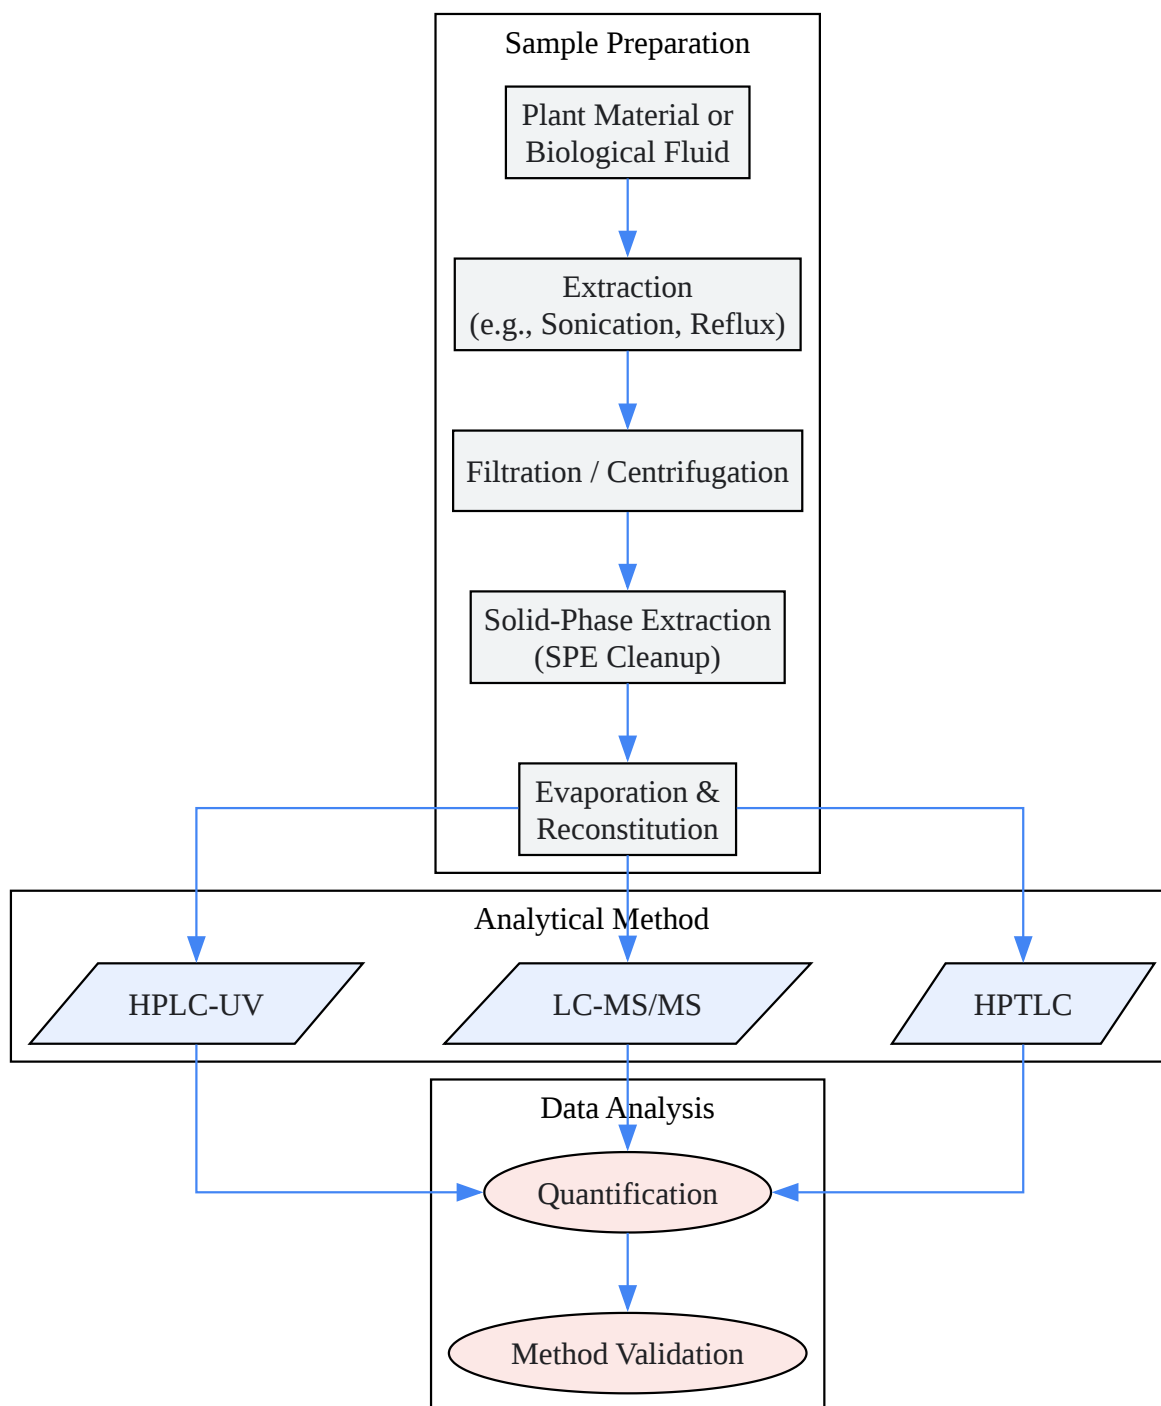 Sample Preparation
Plant Material or
Biological Fluid
Extraction
(e.g., Sonication, Reflux)
Filtration / Centrifugation
Solid-Phase Extraction
(SPE Cleanup)
Evaporation &
Reconstitution
Analytical Method
HPLC-UV
LC-MS/MS
HPTLC
Data Analysis
Quantification
Method Validation